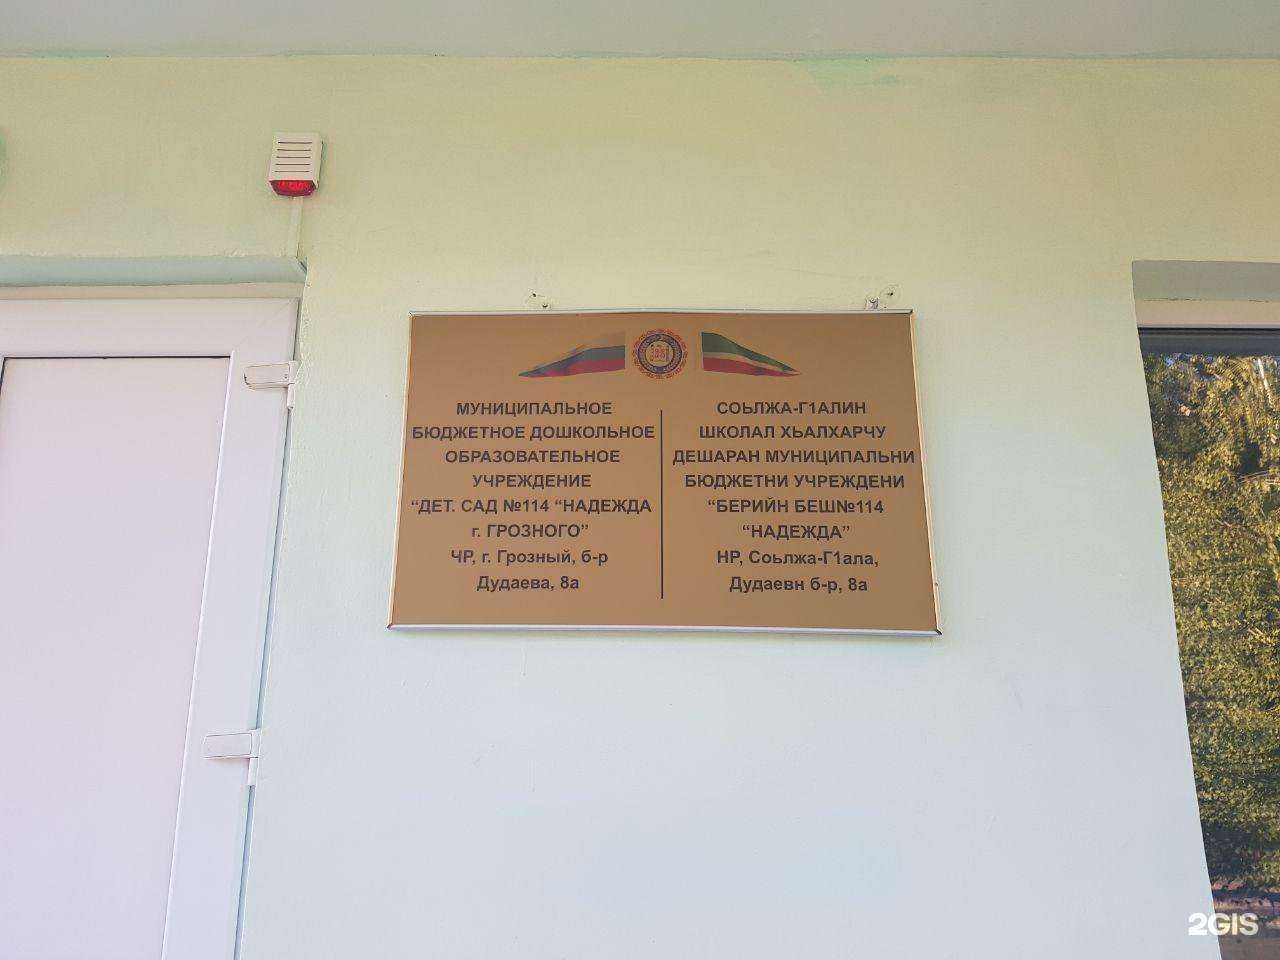 МУНИЦИПАЛЬНОЕ
БЮДЖЕТНОЕ ДОШКОЛЬНОЕ
ОБРАЗОВАТЕЛЬНОЕ
УЧРЕЖДЕНИЕ
“ДЕТ. САД №114 “НАДЕЖДА
г. ГРОЗНОГО”
ЧР, г. Грозный, б-р
Дудаева, 8а
СОЬЛЖА-Г1АЛИН
ШКОЛАЛ ХЬАЛХАРЧУ
ДЕШАРАН МУНИЦИПАЛЬНИ
БЮДЖЕТНИ УЧРЕЖДЕНИ
“БЕРИЙН БЕШ№114
“НАДЕЖДА”
НР, Соьлжа-Г1ала,
Дудаевн б-р, 8а
2GIS